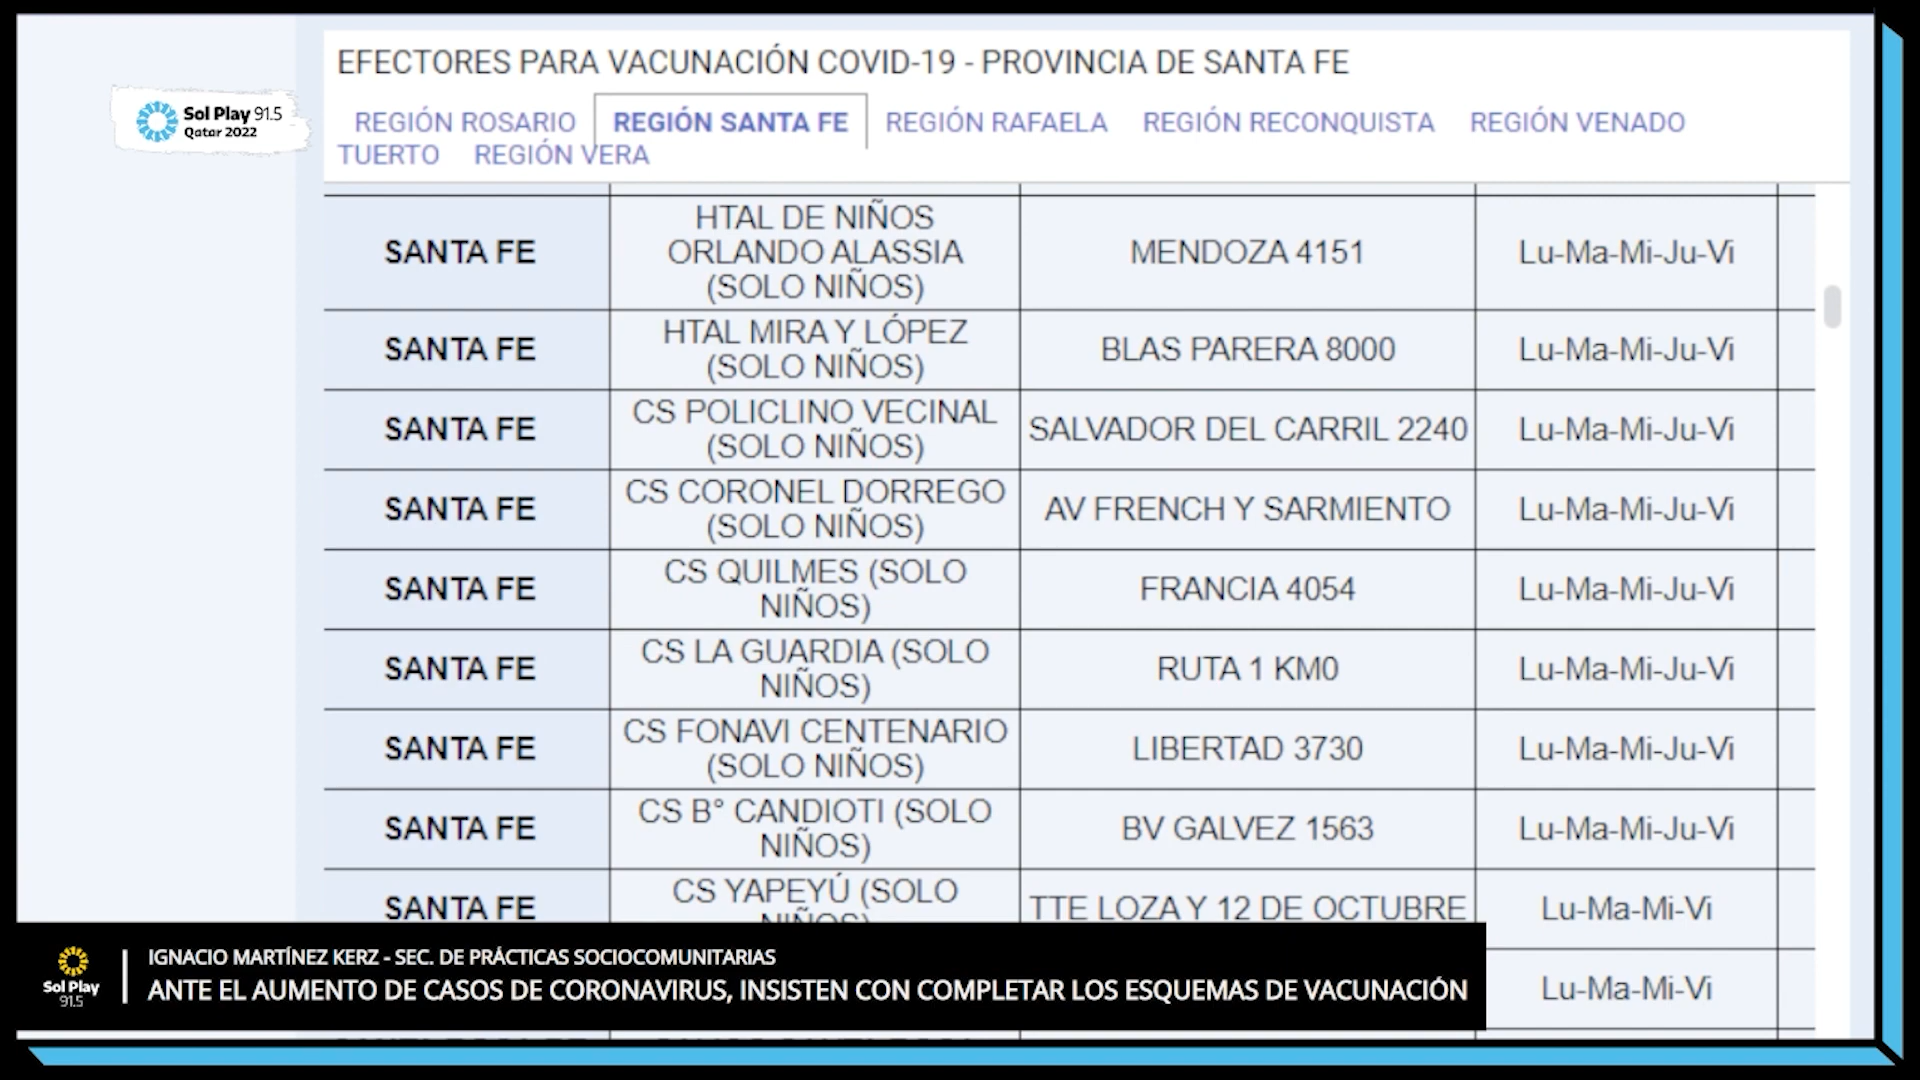 EFECTORES PARA VACUNACIÓN COVID-19 - PROVINCIA DE SANTA FE
Sol Play 91.5
Qatar 2022
REGIÓN ROSARIO REGIÓN SANTA FE REGIÓN RAFAELA REGIÓN RECONQUISTA REGIÓN VENADO
TUERTO REGIÓN VERA
SANTA FE
HTAL DE NIÑOS
ORLANDO ALASSIA
(SOLO NIÑOS)
MENDOZA 4151
Lu-Ma-Mi-Ju-Vi
SANTA FE
HTAL MIRA Y LÓPEZ
(SOLO NIÑOS)
BLAS PARERA 8000
Lu-Ma-Mi-Ju-Vi
SANTA FE
CS POLICLINO VECINAL
(SOLO NIÑOS)
SALVADOR DEL CARRIL 2240
Lu-Ma-Mi-Ju-Vi
SANTA FE
CS CORONEL DORREGO
(SOLO NIÑOS)
AV FRENCH Y SARMIENTO
Lu-Ma-Mi-Ju-Vi
SANTA FE
CS QUILMES (SOLO
NIÑOS)
FRANCIA 4054
Lu-Ma-Mi-Ju-Vi
SANTA FE
CS LA GUARDIA (SOLO
NIÑOS)
RUTA 1 KM0
Lu-Ma-Mi-Ju-Vi
SANTA FE
CS FONAVI CENTENARIO
(SOLO NIÑOS)
LIBERTAD 3730
Lu-Ma-Mi-Ju-Vi
SANTA FE
CS B° CANDIOTI (SOLO
NIÑOS)
BV GALVEZ 1563
Lu-Ma-Mi-Ju-Vi
SANTA FE
CS YAPEYÚ (SOLO
NIÑOS)
TTE LOZA Y 12 DE OCTUBRE
Lu-Ma-Mi-Vi
Lu-Ma-Mi-Vi
Sol Play
91.5
IGNACIO MARTÍNEZ KERZ - SEC. DE PRÁCTICAS SOCIOCOMUNITARIAS
ANTE EL AUMENTO DE CASOS DE CORONAVIRUS, INSISTEN CON COMPLETAR LOS ESQUEMAS DE VACUNACIÓN